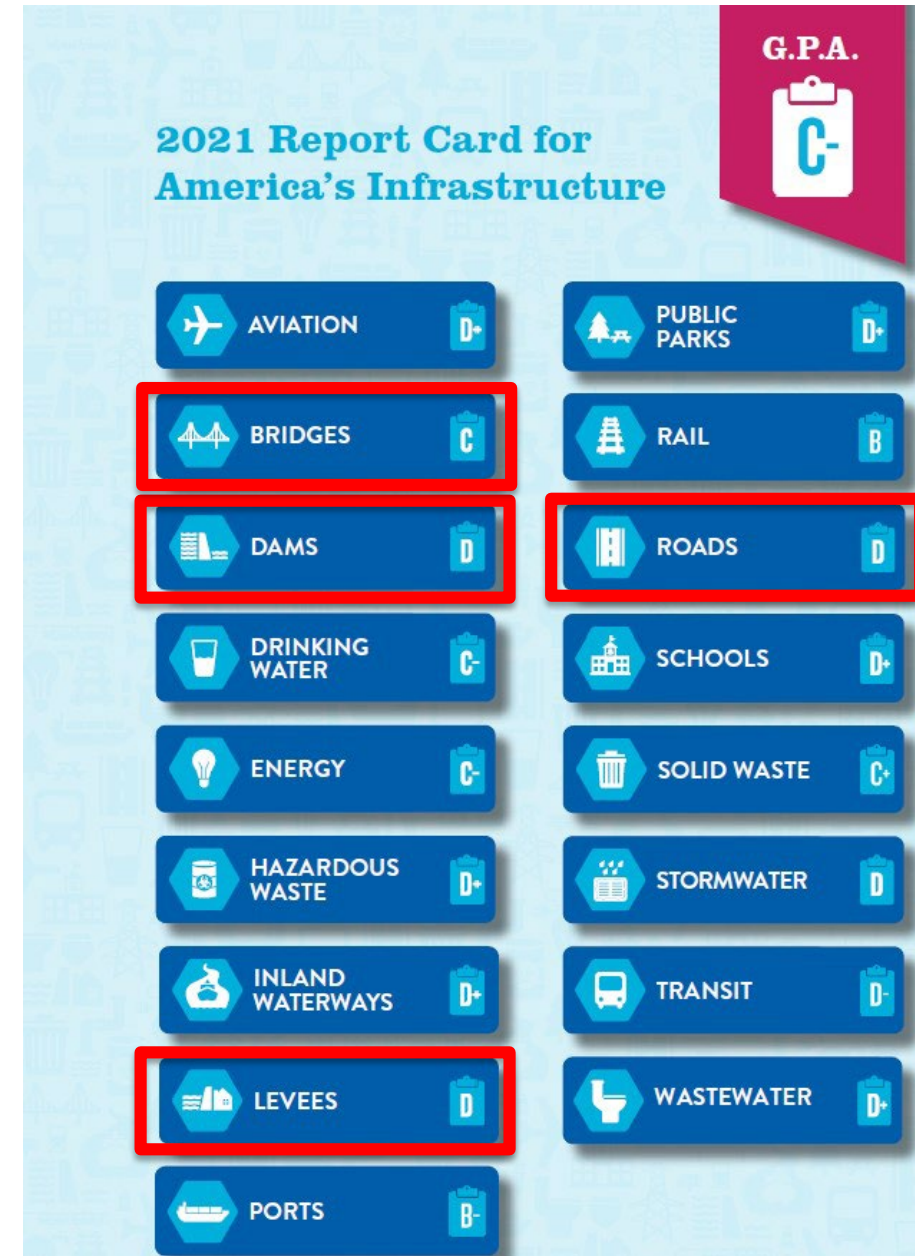 G.P.A.
C-
2021 Report Card for
America's Infrastructure
AVIATION D+
BRIDGES C
DAMS D
DRINKING
WATER C-
ENERGY C-
HAZARDOUS
WASTE D+
INLAND
WATERWAYS D+
LEVEES D
PORTS B-
PUBLIC
PARKS D+
RAIL B
ROADS D
SCHOOLS D+
SOLID WASTE C+
STORMWATER D
TRANSIT D-
WASTEWATER D+